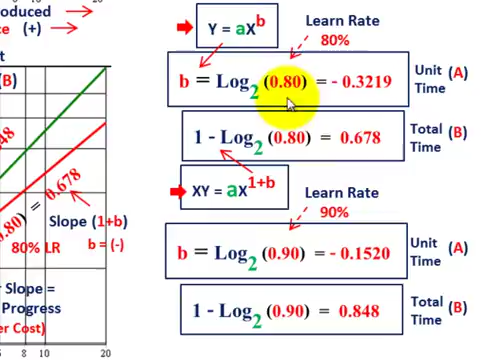 oduced →
ce (+) →
t
(B)
48
0.80) = 0.678
Slope (1+b)
80% LR
b = (-)
r Slope =
Progress
er Cost)
8 10 20
➡ Y = aX^b
Learn Rate
80%
b = Log₂ (0.80) = - 0.3219
Unit (A)
Time
1 - Log₂ (0.80) = 0.678
Total (B)
Time
➡ XY = aX^1+b
Learn Rate
90%
b = Log₂ (0.90) = - 0.1520
Unit (A)
Time
1 - Log₂ (0.90) = 0.848
Total (B)
Time